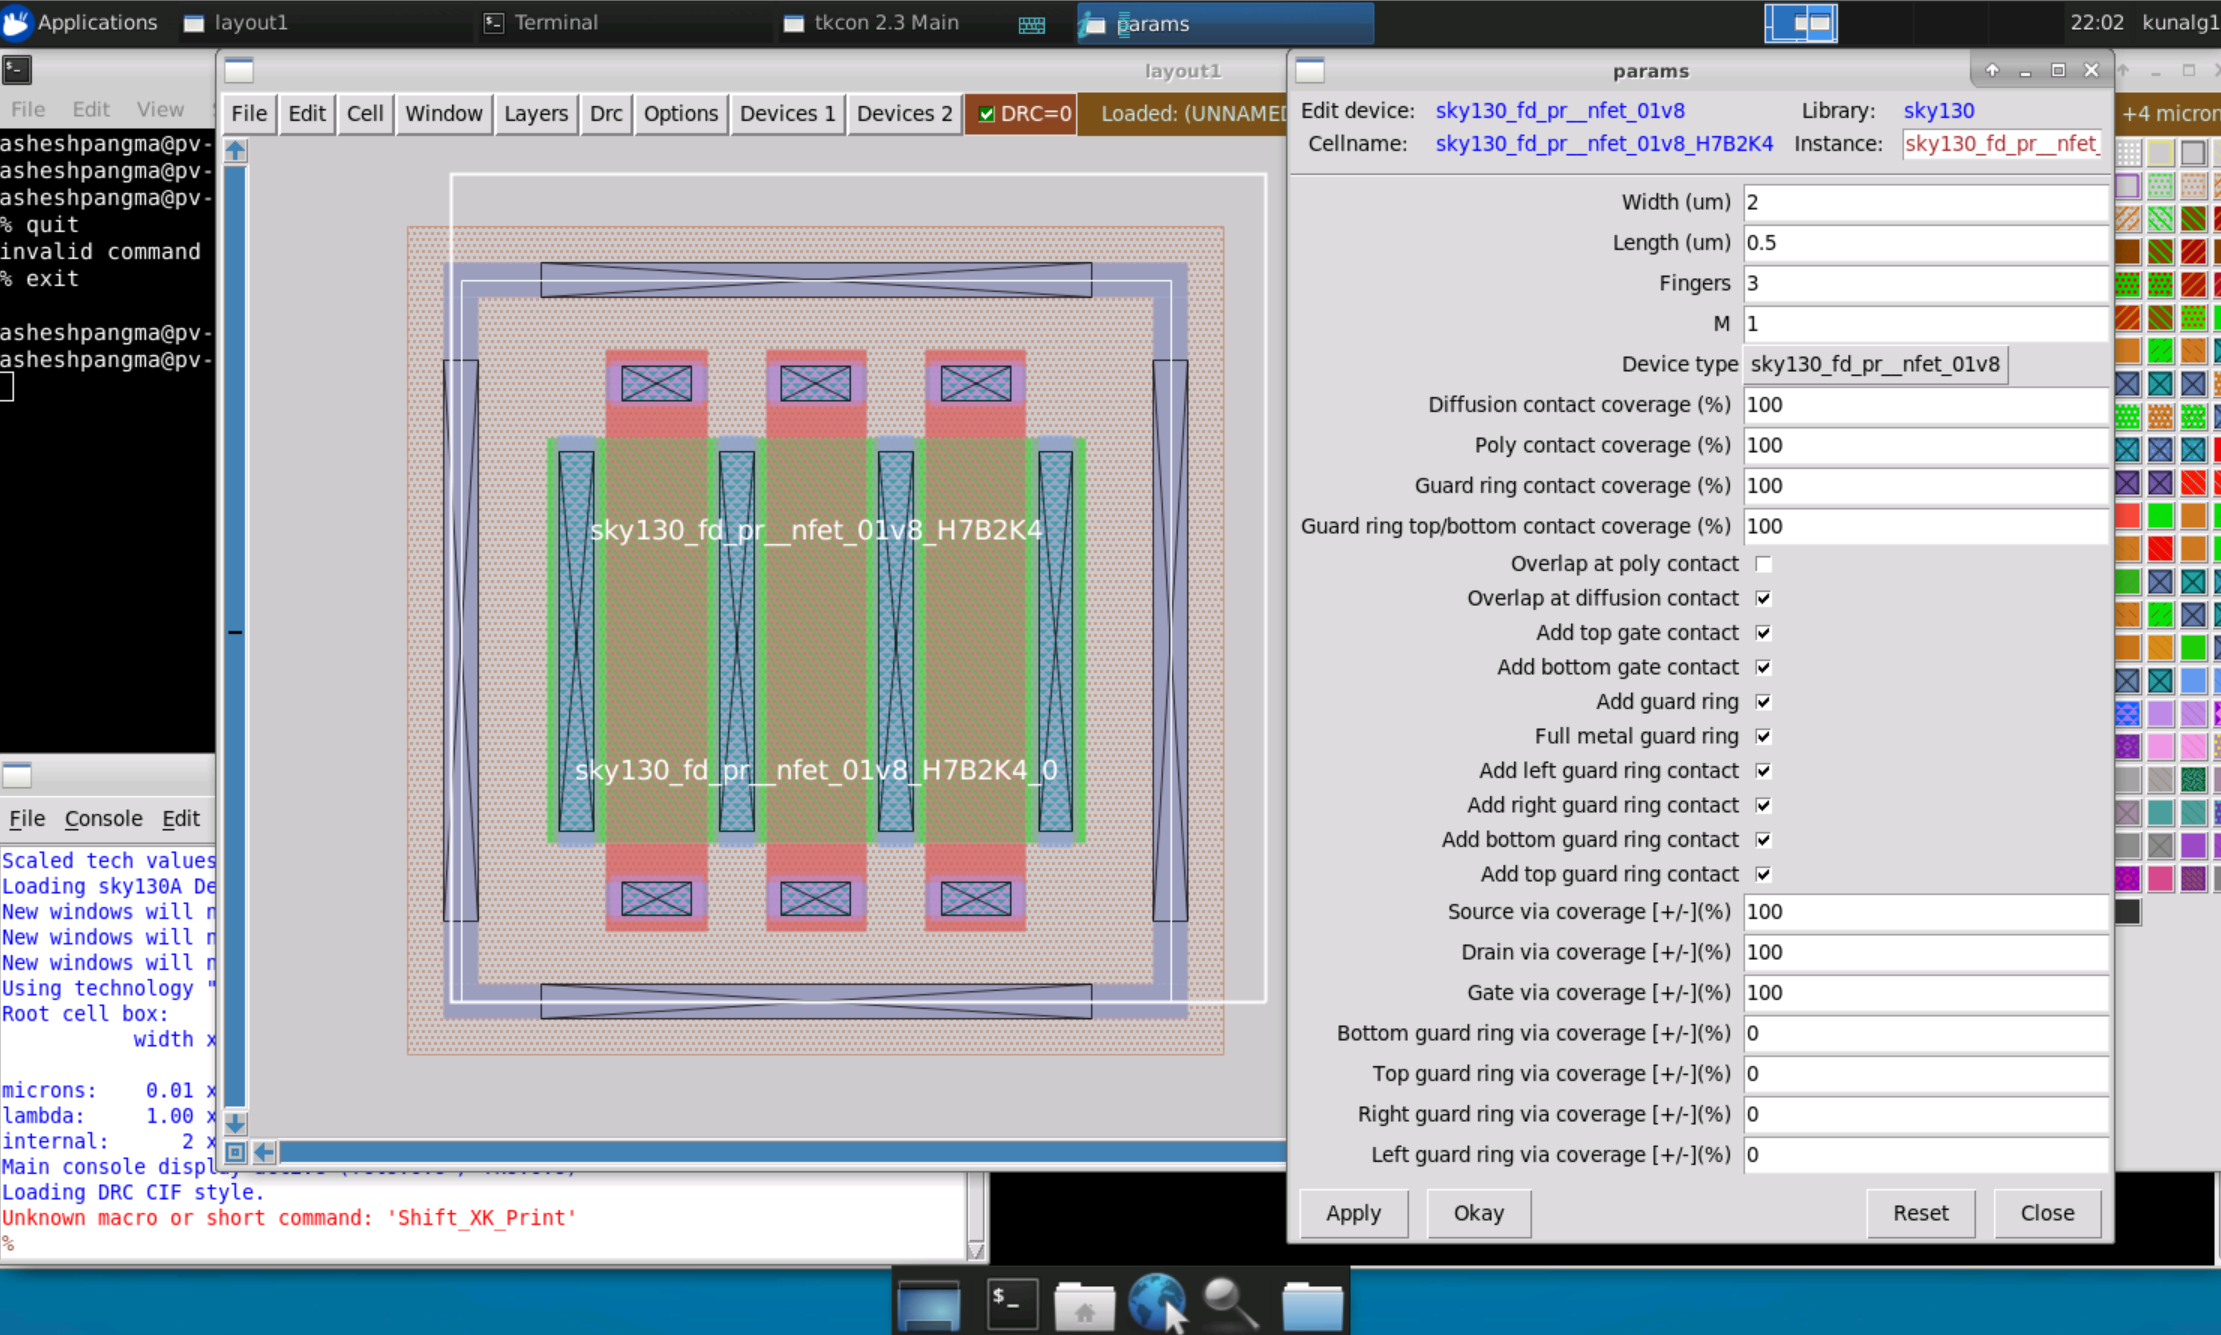 Applications
layout1
Terminal
tkcon 2.3 Main
params
22:02
kunalg1
File Edit View
asheshpangma@pv-
asheshpangma@pv-
asheshpangma@pv-
% quit
invalid command
% exit
asheshpangma@pv-
asheshpangma@pv-
layout1
File Edit Cell Window Layers Drc Options Devices 1 Devices 2 DRC=0 Loaded: (UNNAMED
sky130_fd_pr__nfet_01v8_H7B2K4
sky130_fd_pr__nfet_01v8_H7B2K4_0
params
Edit device: sky130_fd_pr__nfet_01v8 Library: sky130
Cellname: sky130_fd_pr__nfet_01v8_H7B2K4 Instance: sky130_fd_pr__nfet_
Width (um) 2
Length (um) 0.5
Fingers 3
M 1
Device type sky130_fd_pr__nfet_01v8
Diffusion contact coverage (%) 100
Poly contact coverage (%) 100
Guard ring contact coverage (%) 100
Guard ring top/bottom contact coverage (%) 100
Overlap at poly contact
Overlap at diffusion contact
Add top gate contact
Add bottom gate contact
Add guard ring
Full metal guard ring
Add left guard ring contact
Add right guard ring contact
Add bottom guard ring contact
Add top guard ring contact
Source via coverage [+/-](%) 100
Drain via coverage [+/-](%) 100
Gate via coverage [+/-](%) 100
Bottom guard ring via coverage [+/-](%) 0
Top guard ring via coverage [+/-](%) 0
Right guard ring via coverage [+/-](%) 0
Left guard ring via coverage [+/-](%) 0
Apply Okay Reset Close
+4 micron
File Console Edit
Scaled tech values
Loading sky130A De
New windows will n
New windows will n
New windows will n
Using technology "
Root cell box:
width x
microns: 0.01 x
lambda: 1.00 x
internal: 2 x
Main console displ
Loading DRC CIF style.
Unknown macro or short command: 'Shift_XK_Print'
%
$_